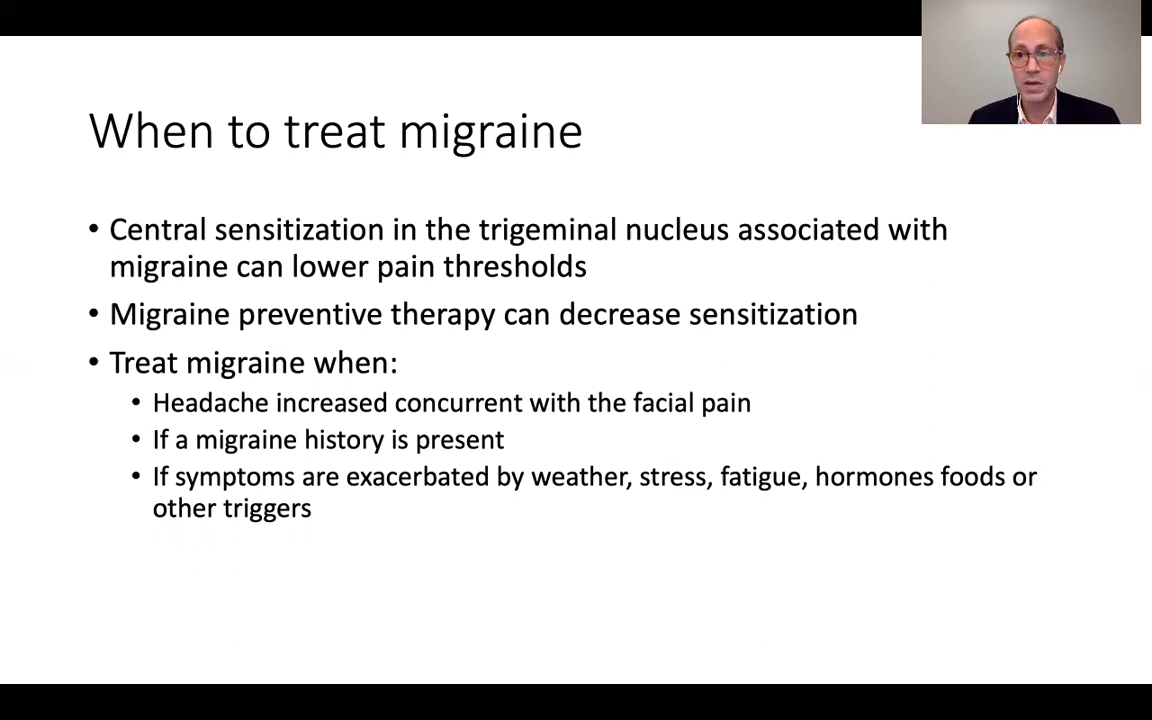 When to treat migraine
• Central sensitization in the trigeminal nucleus associated with
migraine can lower pain thresholds
• Migraine preventive therapy can decrease sensitization
• Treat migraine when:
• Headache increased concurrent with the facial pain
• If a migraine history is present
• If symptoms are exacerbated by weather, stress, fatigue, hormones foods or
other triggers